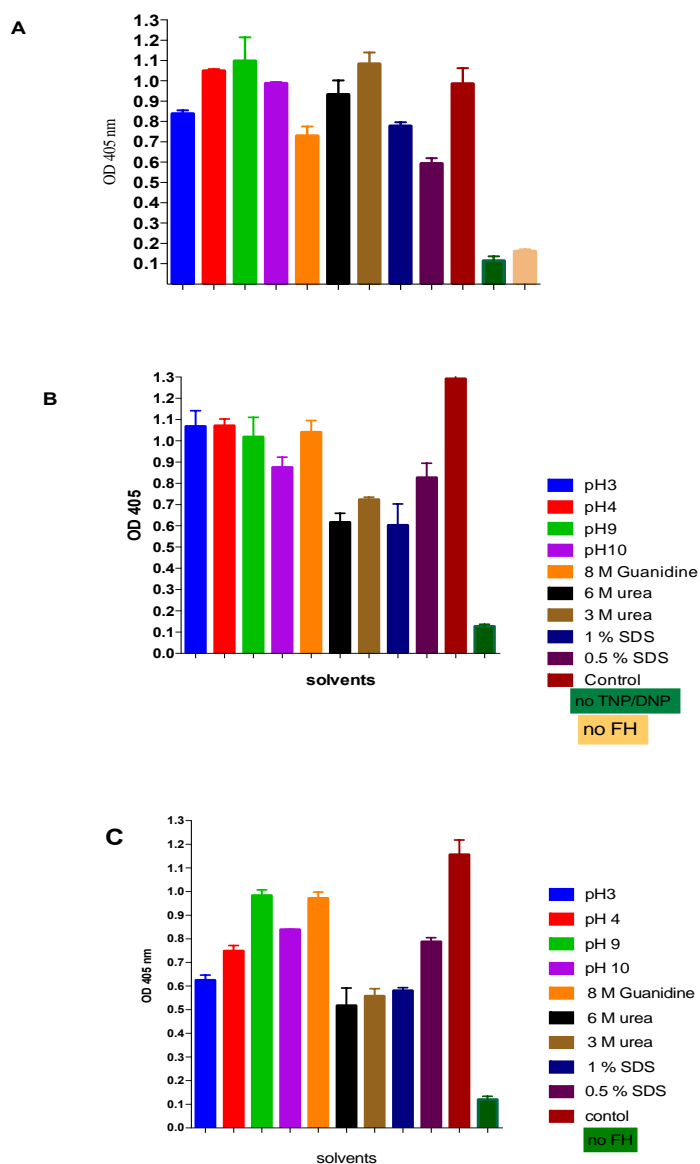 A
1.3
1.2
1.1
1.0
0.9
0.8
0.7
0.6
0.5
0.4
0.3
0.2
0.1
OD 405 nm
B
1.3
1.2
1.1
1.0
0.9
0.8
0.7
0.6
0.5
0.4
0.3
0.2
0.1
0.0
OD 405
solvents
pH3
pH4
pH9
pH10
8 M Guanidine
6 M urea
3 M urea
1 % SDS
0.5 % SDS
Control
no TNP/DNP
no FH
C
1.3
1.2
1.1
1.0
0.9
0.8
0.7
0.6
0.5
0.4
0.3
0.2
0.1
0.0
OD 405 nm
solvents
pH3
pH 4
pH 9
pH 10
8 M Guanidine
6 M urea
3 M urea
1 % SDS
0.5 % SDS
contol
no FH